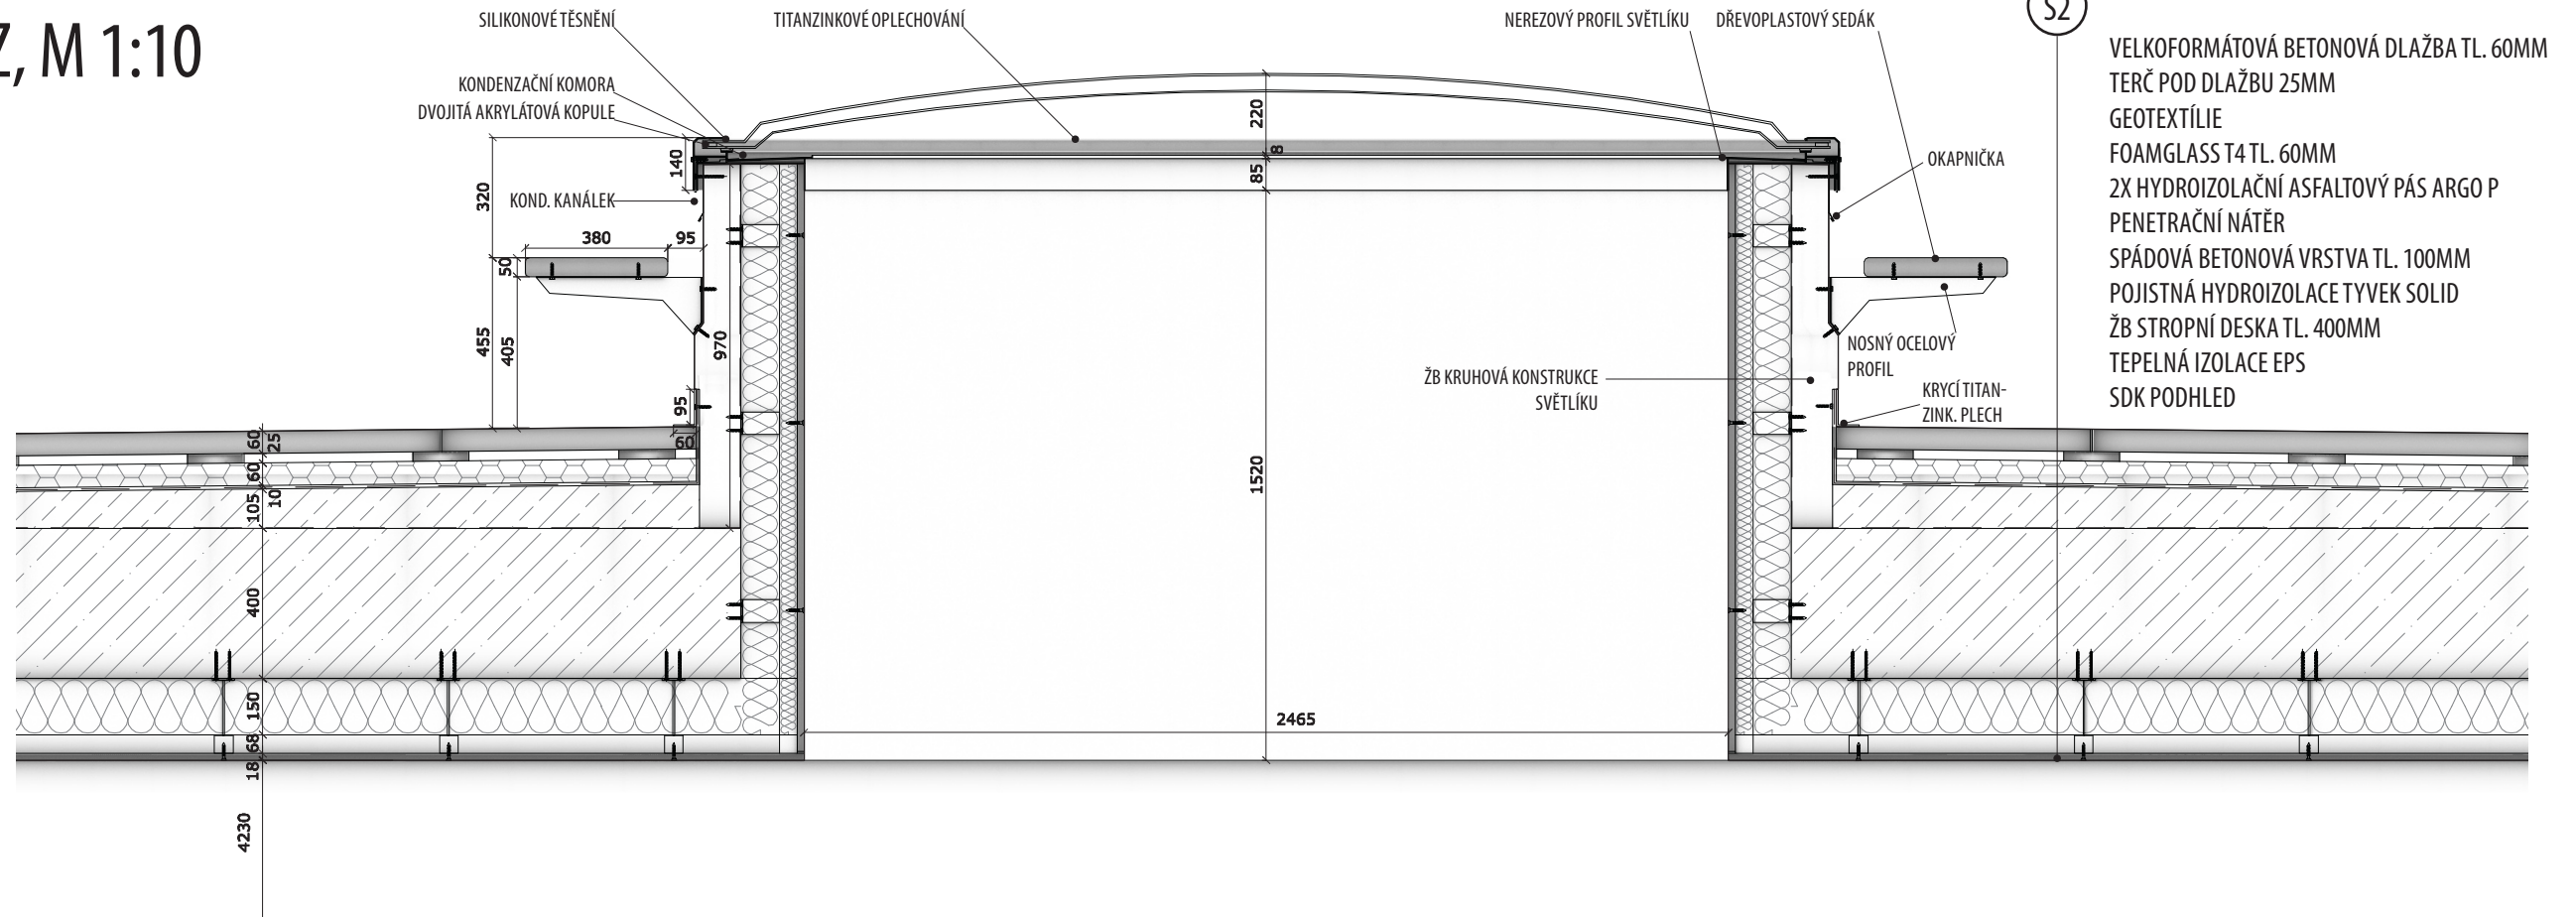 Z, M 1:10
SILIKONOVÉ TĚSNĚNÍ
TITANZINKOVÉ OPLECHOVÁNÍ
NEREZOVÝ PROFIL SVĚTLÍKU
DŘEVOPLASTOVÝ SEDÁK
S2
KONDENZAČNÍ KOMORA
DVOJITÁ AKRYLÁTOVÁ KOPULE
KOND. KANÁLEK
VELKOFORMÁTOVÁ BETONOVÁ DLAŽBA TL. 60MM
TERČ POD DLAŽBU 25MM
GEOTEXTÍLIE
FOAMGLASS T4 TL. 60MM
2X HYDROIZOLAČNÍ ASFALTOVÝ PÁS ARGO P
PENETRAČNÍ NÁTĚR
SPÁDOVÁ BETONOVÁ VRSTVA TL. 100MM
POJISTNÁ HYDROIZOLACE TYVEK SOLID
ŽB STROPNÍ DESKA TL. 400MM
TEPELNÁ IZOLACE EPS
SDK PODHLED
OKAPNIČKA
NOSNÝ OCELOVÝ
PROFIL
KRYCÍ TITAN-
ZINK. PLECH
ŽB KRUHOVÁ KONSTRUKCE
SVĚTLÍKU
220
8
85
140
320
380
95
50
455
405
970
95
60
60
25
60
10
105
400
150
68
18
4230
1520
2465